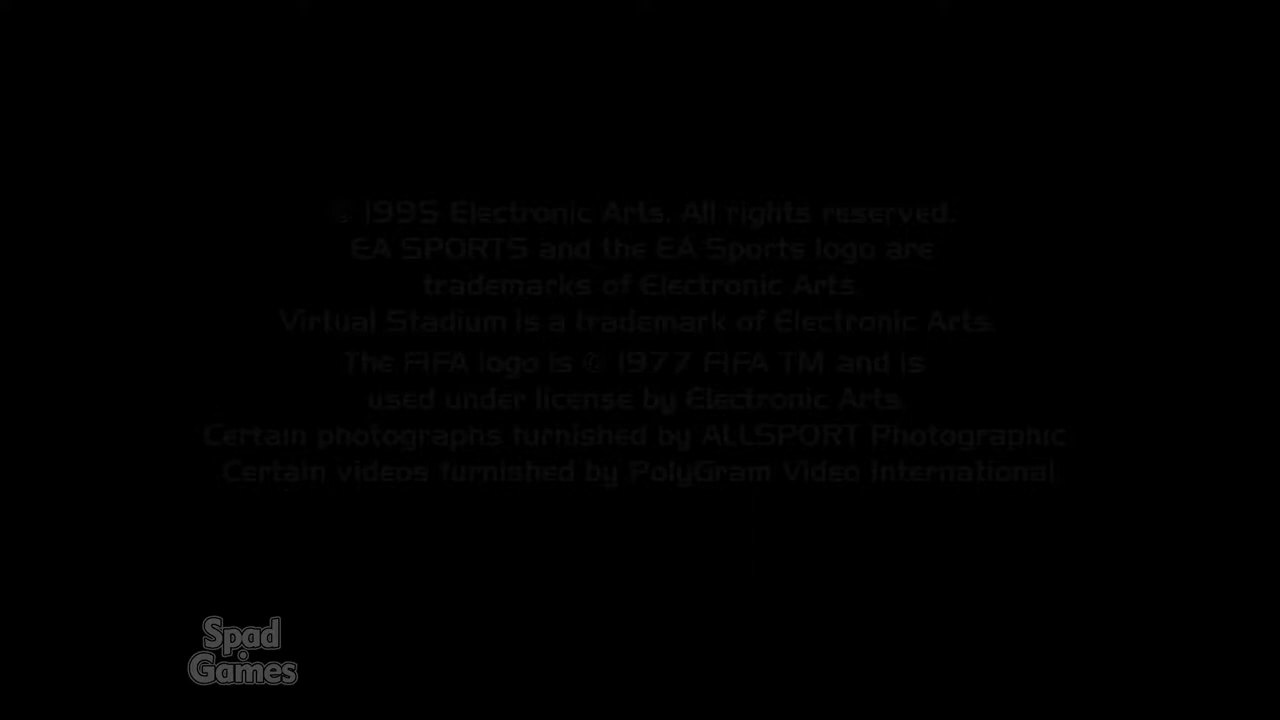 © 1995 Electronic Arts. All rights reserved.
EA SPORTS and the EA Sports logo are
trademarks of Electronic Arts.
Virtual Stadium is a trademark of Electronic Arts.
The FIFA logo is © 1977 FIFA TM and is
used under license by Electronic Arts.
Certain photographs furnished by ALLSPORT Photographic
Certain videos furnished by PolyGram Video International
Spad
Games